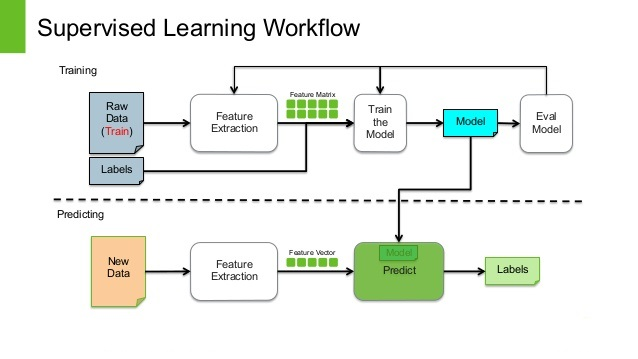 Supervised Learning Workflow
Training
Raw
Data
(Train)
Labels
Feature
Extraction
Feature Matrix
Train
the
Model
Model
Eval
Model
Predicting
New
Data
Feature
Extraction
Feature Vector
Model
Predict
Labels